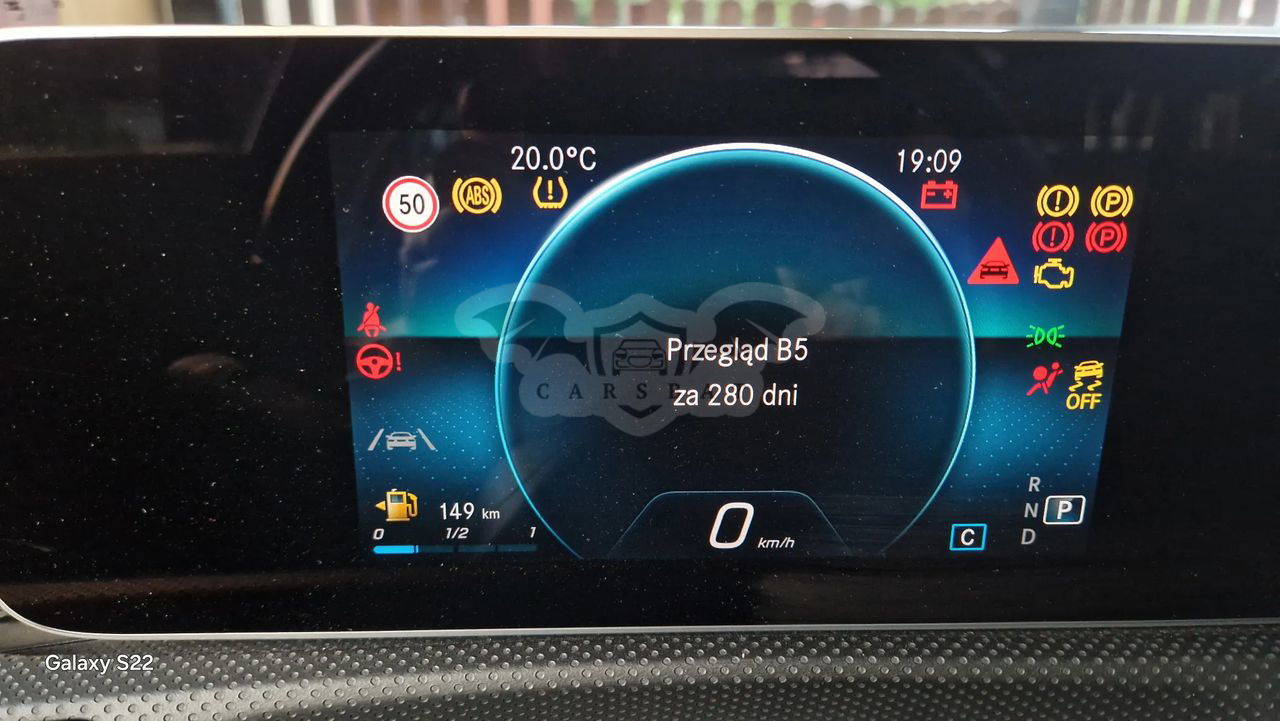 20.0°C
19:09
50
ABS
P
P
Przegląd B5
za 280 dni
CARSBA
OFF
149 km
0 1/2 1
0 km/h
C
R
N P
D
Galaxy S22